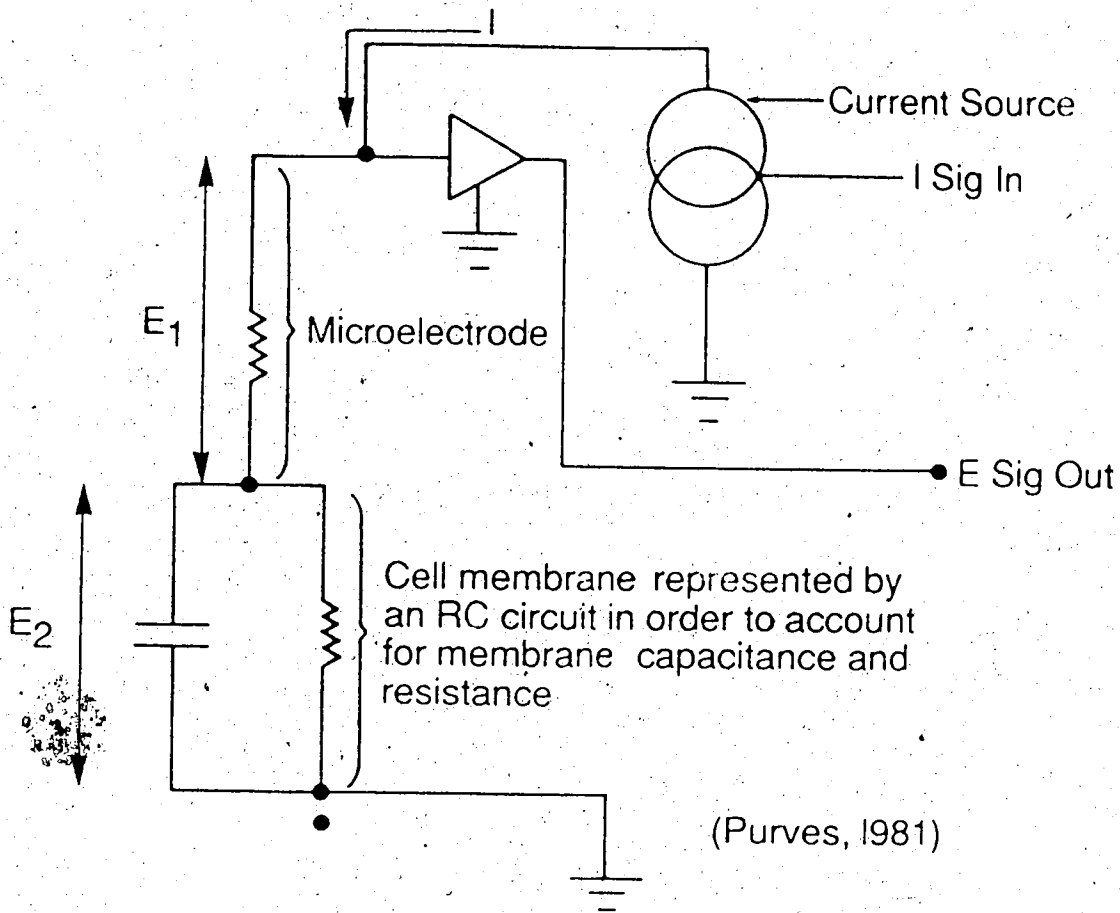 I
Current Source
I Sig In
E1
Microelectrode
E Sig Out
E2
Cell membrane represented by
an RC circuit in order to account
for membrane capacitance and
resistance
(Purves, 1981)